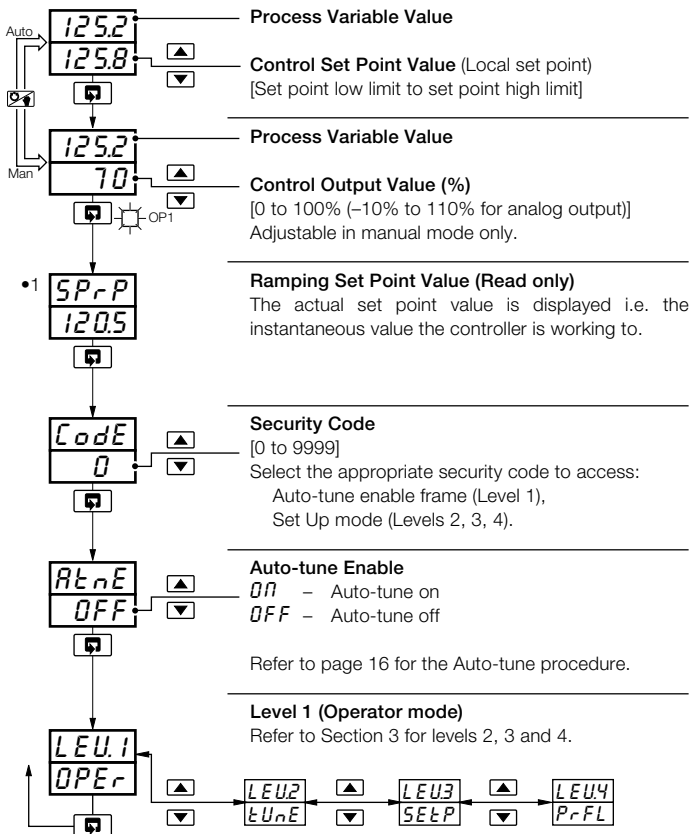 Auto
125.2
125.8
Process Variable Value
Control Set Point Value (Local set point)
[Set point low limit to set point high limit]
Man
125.2
70
OP1
Process Variable Value
Control Output Value (%)
[0 to 100% (–10% to 110% for analog output)]
Adjustable in manual mode only.
•1
SPrP
120.5
Ramping Set Point Value (Read only)
The actual set point value is displayed i.e. the
instantaneous value the controller is working to.
CodE
0
Security Code
[0 to 9999]
Select the appropriate security code to access:
Auto-tune enable frame (Level 1),
Set Up mode (Levels 2, 3, 4).
AtnE
OFF
Auto-tune Enable
On – Auto-tune on
OFF – Auto-tune off
Refer to page 16 for the Auto-tune procedure.
LEV.1
OPEr
Level 1 (Operator mode)
Refer to Section 3 for levels 2, 3 and 4.
LEV.2
tUnE
LEV.3
SEtP
LEV.4
PrFL